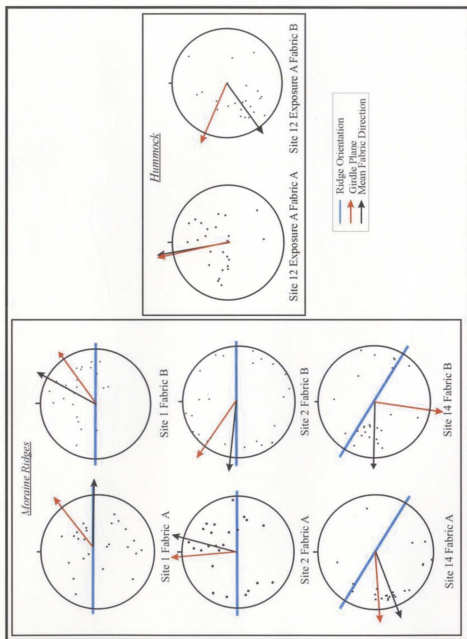 Moraine Ridges
Site 1 Fabric A
Site 1 Fabric B
Site 2 Fabric A
Site 2 Fabric B
Site 14 Fabric A
Site 14 Fabric B
Hummock
Site 12 Exposure A Fabric A
Site 12 Exposure A Fabric B
Ridge Orientation
Girdle Plane
Mean Fabric Direction